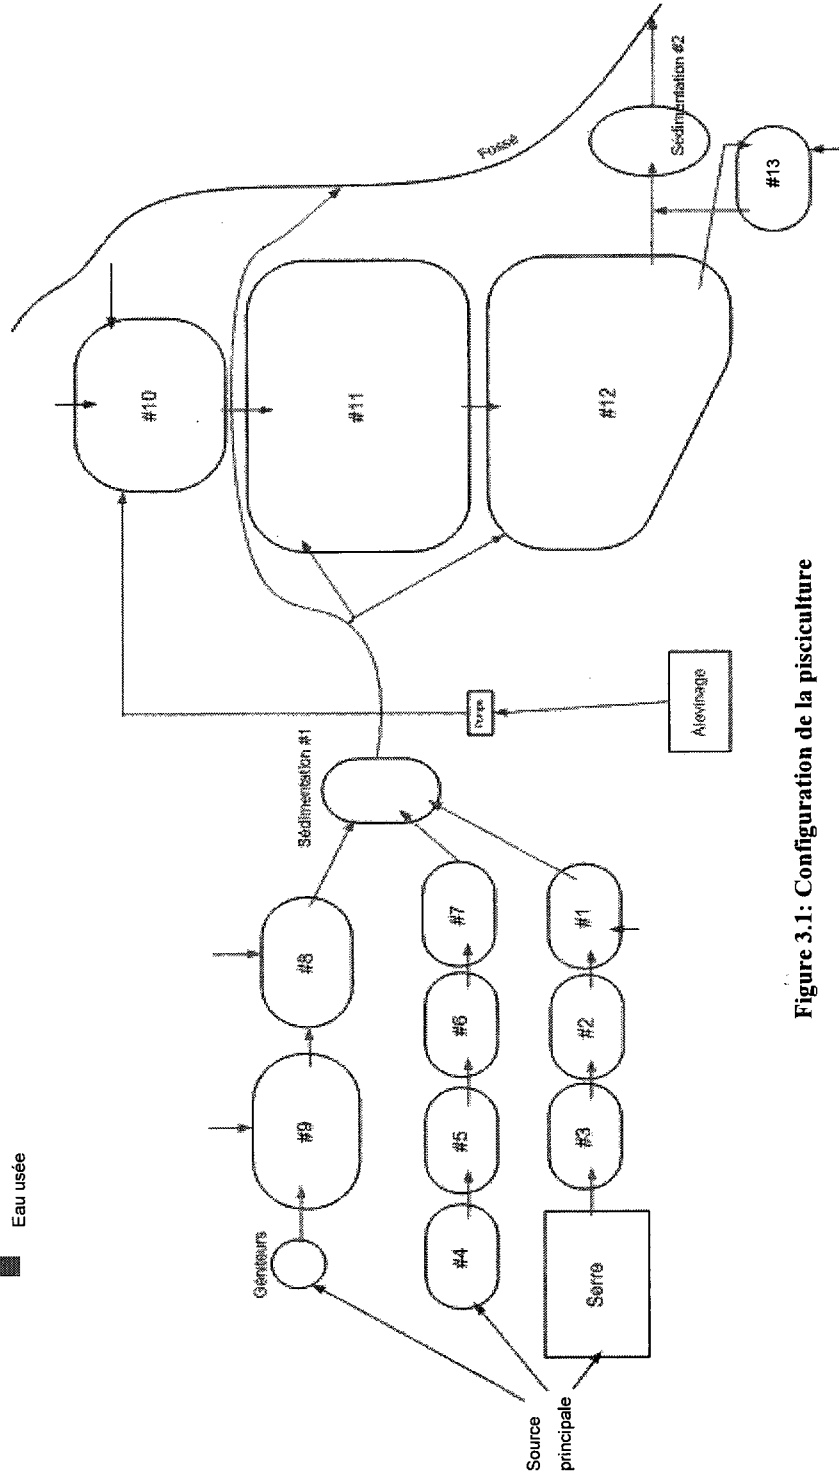 Eau usée
Fossé
Sédimentation #2
#13
#10
#11
#12
Sédimentation #1
Pompe
Alevinage
#8
#7
#1
#9
#6
#2
#5
#3
Géniteurs
#4
Serre
Source
principale
Figure 3.1: Configuration de la pisciculture